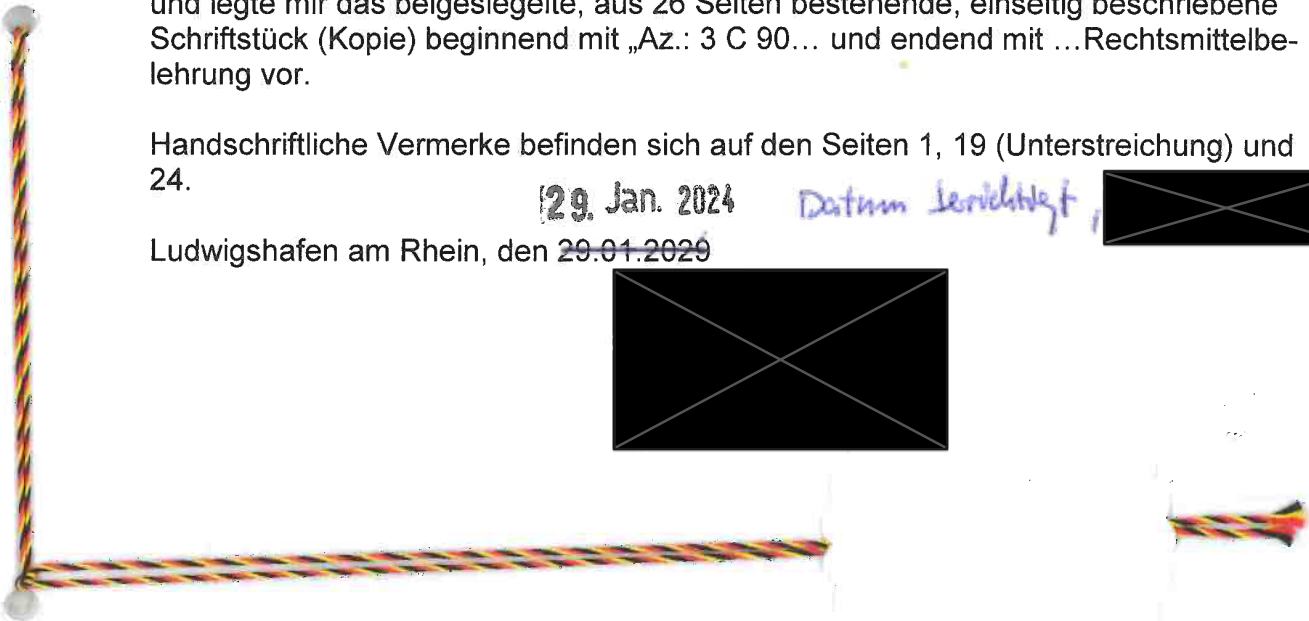 und legte mir das beigesiegelte, aus 26 Seiten bestehende, einseitig beschriebene
Schriftstück (Kopie) beginnend mit „Az.: 3 C 90... und endend mit ...Rechtsmittelbe-
lehrung vor.
Handschriftliche Vermerke befinden sich auf den Seiten 1, 19 (Unterstreichung) und
24.
29. Jan. 2024 Datum berichtigt,
Ludwigshafen am Rhein, den 29.01.2029